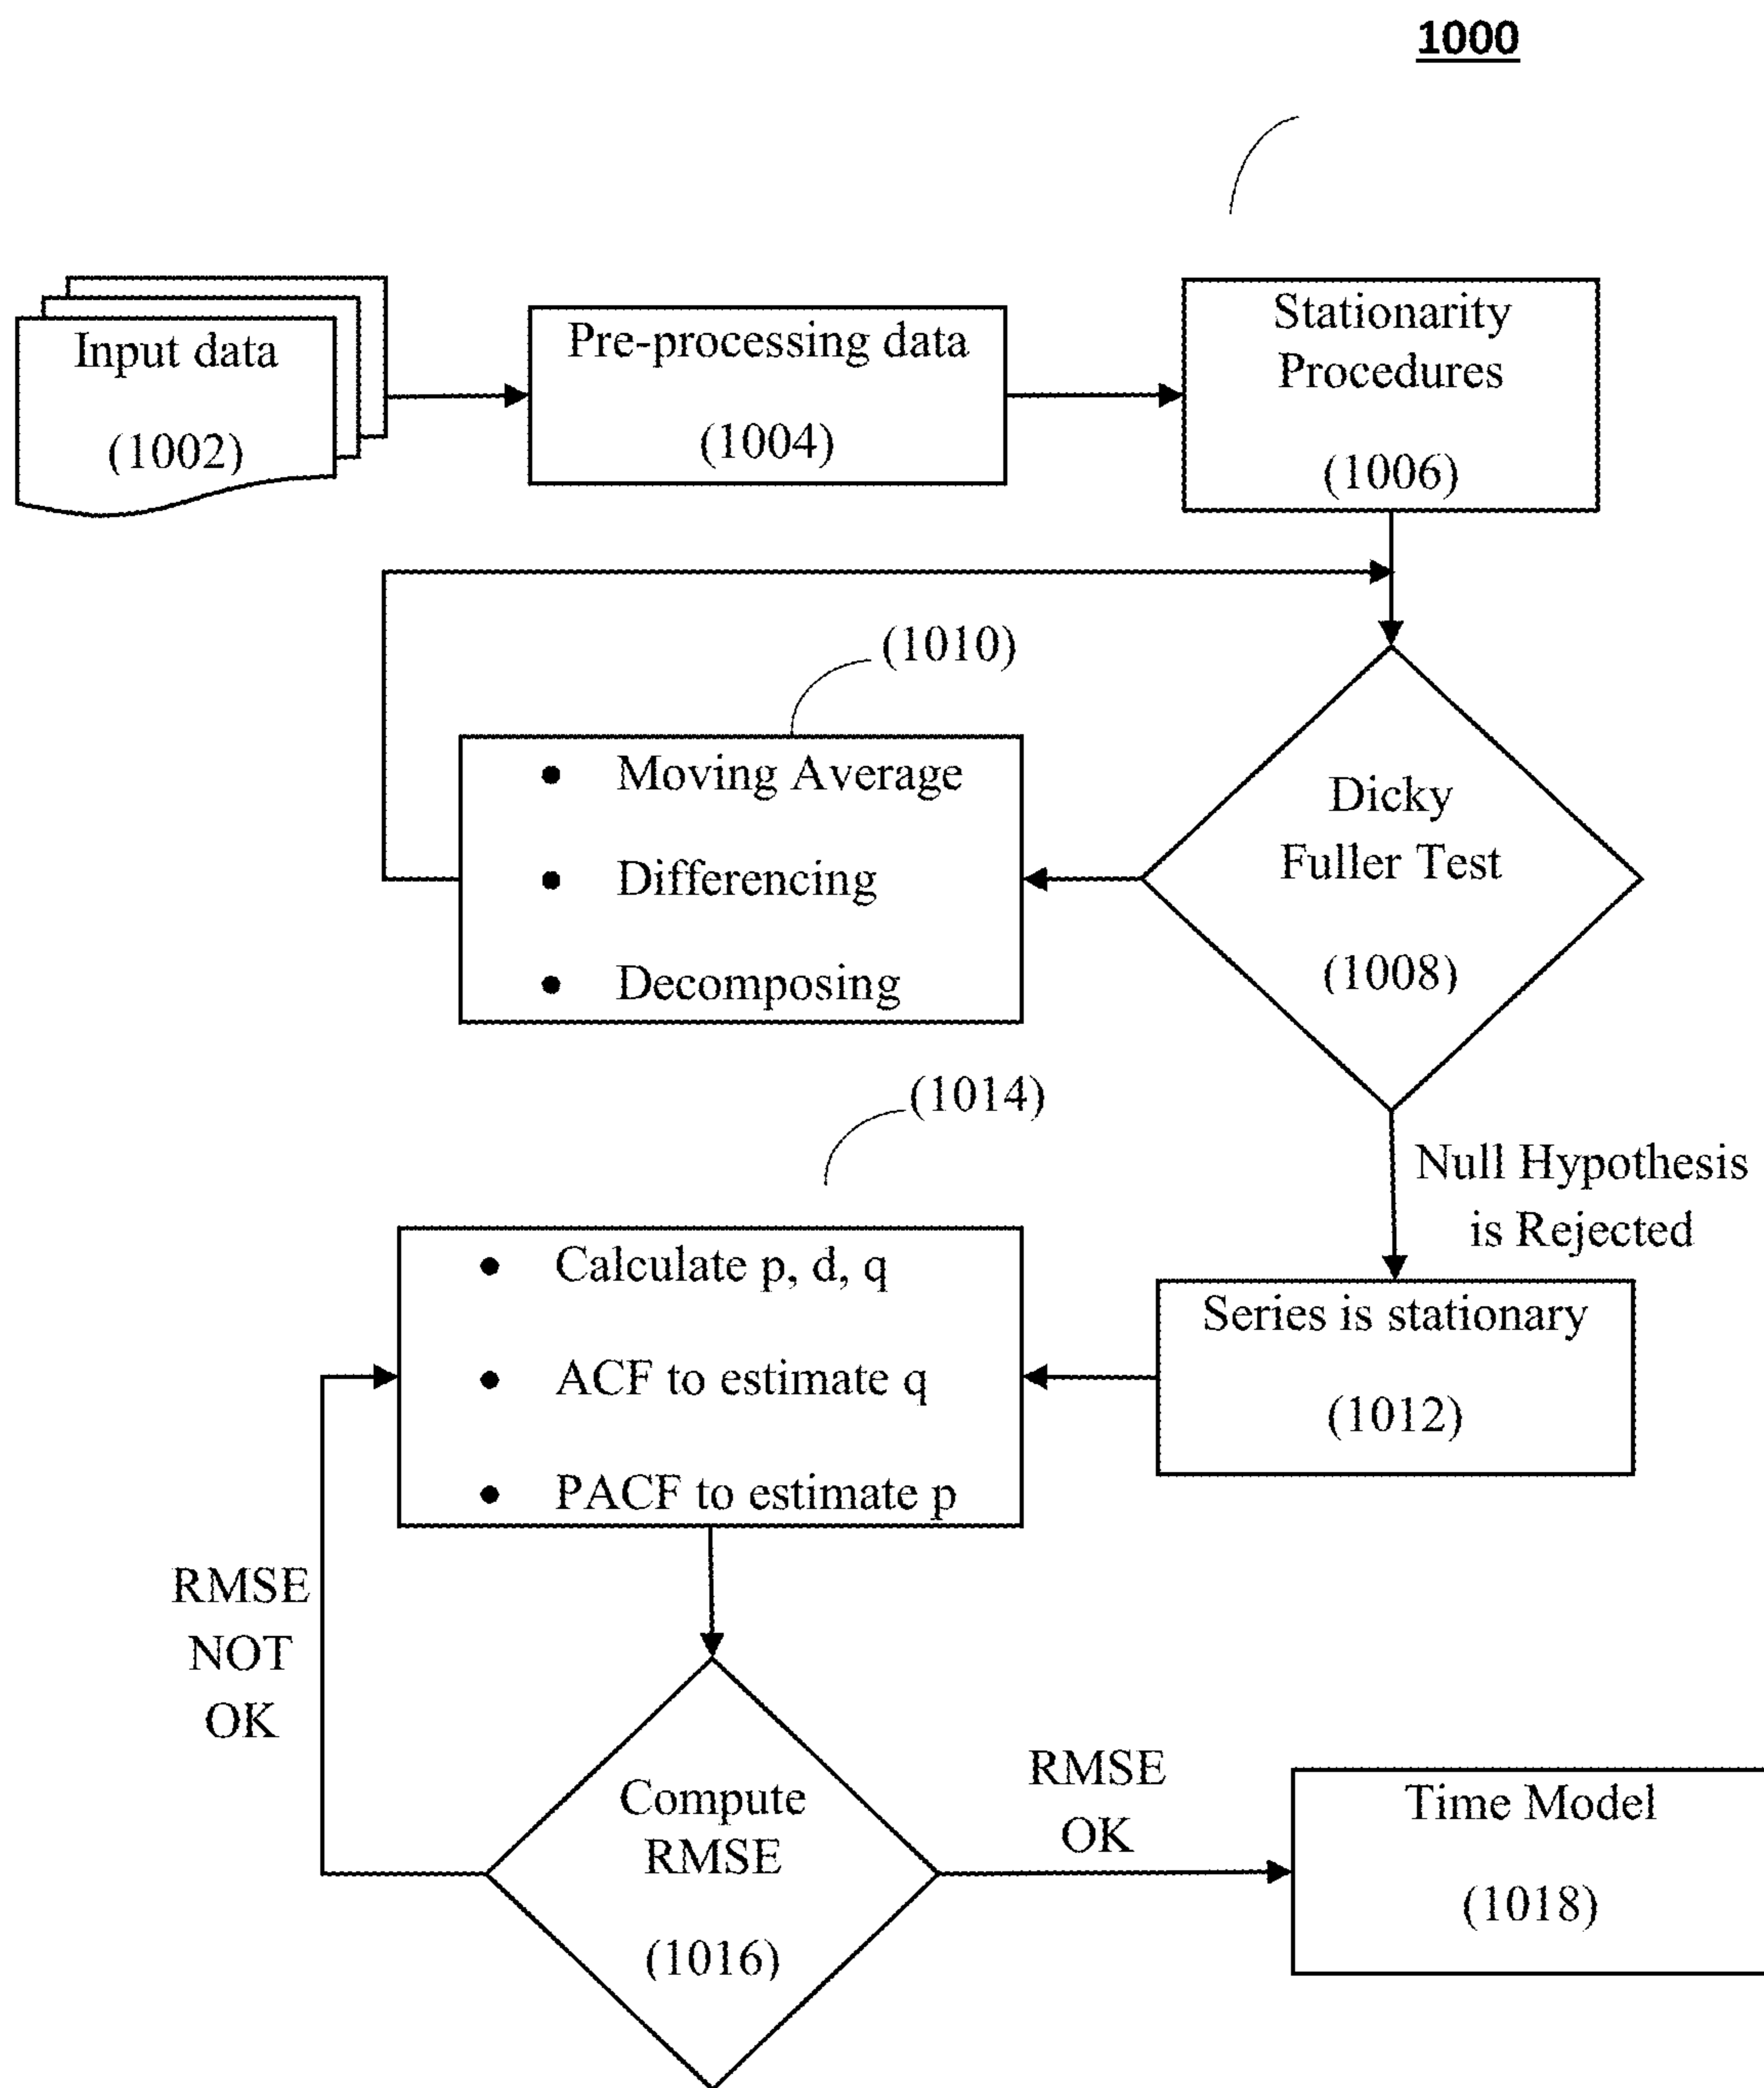 1000
Input data
(1002)
Pre-processing data
(1004)
Stationarity
Procedures
(1006)
(1010)
• Moving Average
• Differencing
• Decomposing
Dicky
Fuller Test
(1008)
Null Hypothesis
is Rejected
(1014)
• Calculate p, d, q
• ACF to estimate q
• PACF to estimate p
Series is stationary
(1012)
RMSE
NOT
OK
Compute
RMSE
(1016)
RMSE
OK
Time Model
(1018)